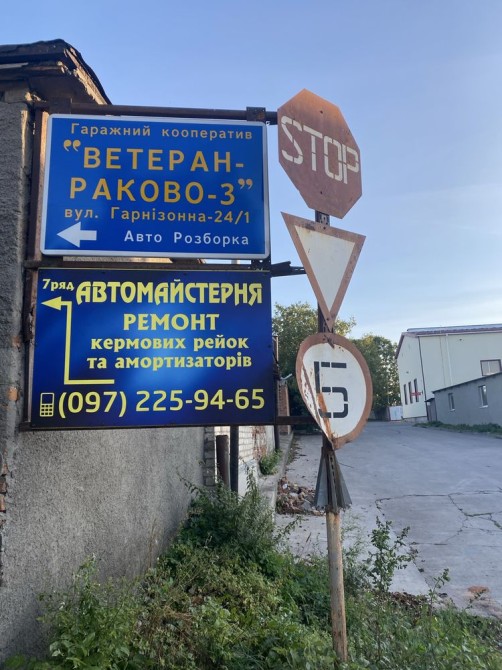 Гаражний кооператив
"ВЕТЕРАН-
РАКОВО-3"
вул. Гарнізонна-24/1
Авто Розборка
7ряд АВТОМАЙСТЕРНЯ
РЕМОНТ
кермових рейок
та амортизаторів
(097) 225-94-65
STOP
5